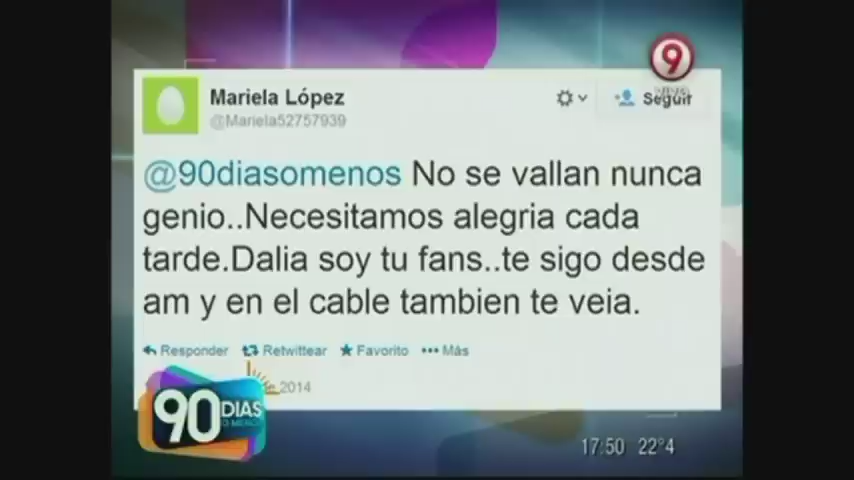 9
VIVO
Mariela López
Seguir
@Mariela52757939
@90diasomenos No se vallan nunca
genio..Necesitamos alegria cada
tarde.Dalia soy tu fans..te sigo desde
am y en el cable tambien te veia.
Responder Retwittear Favorito Más
2014
90 DIAS
O MENOS
17:50 22°4